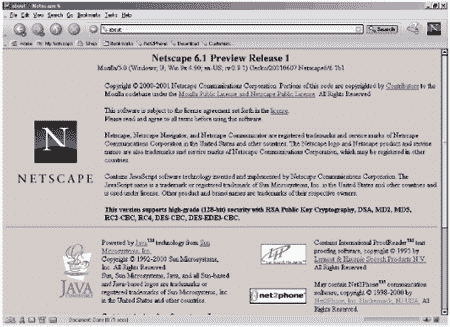 about: - Netscape 6
File Edit View Search Go Bookmarks Tasks Help
about:
Search
Home My Netscape Shop Bookmarks Net2Phone Download Customize...
Netscape 6.1 Preview Release 1
Mozilla/5.0 (Windows; U; Win 9x 4.90; en-US; Gecko/20010607 Netscape6/6.1b1
Copyright © 2000-2001 Netscape Communications Corporation. Portions of this code are copyrighted by Contributors to the
Mozilla codebase under the Mozilla Public License and Netscape Public License. All Rights Reserved.
This software is subject to the license agreement set forth in the license.
Please read and agree to all terms before using this software.
Netscape, Netscape Navigator, and Netscape Communicator are registered trademarks and service marks of Netscape
Communications Corporation in the United States and other countries. The Netscape logo and Netscape product and service
names are also trademarks and service marks of Netscape Communications Corporation, which may be registered in other
countries.
N
NETSCAPE
Contains JavaScript software technology invented and implemented by Netscape Communications Corporation. The
JavaScript name is a trademark or registered trademark of Sun Microsystems, Inc. in the United States and other countries and
is used under license. Other product and brand names are trademarks of their respective owners.
This version supports high-grade (128-bit) security with RSA Public Key Cryptography, DSA, MD2, MD5,
RC2-CBC, RC4, DES-CBC, DES-EDE3-CBC.
Powered by Java™ technology from Sun
Microsystems, Inc.
Copyright © 1992-2000 Sun Microsystems,
Inc. All Rights Reserved.
Sun, Sun Microsystems, Java, and all Sun-based
and Java-based logos are trademarks or
registered trademarks of Sun Microsystems, Inc.
in the United States and other countries.
JAVA
Contains International ProofReader™ text
proofing software, copyright © 1995 by
Lernout & Hauspie Speech Products N.V.
All Rights Reserved.
net2phone
May contain Net2Phone™ communication
software, copyright © 1998-2000 by
All Rights Reserved.